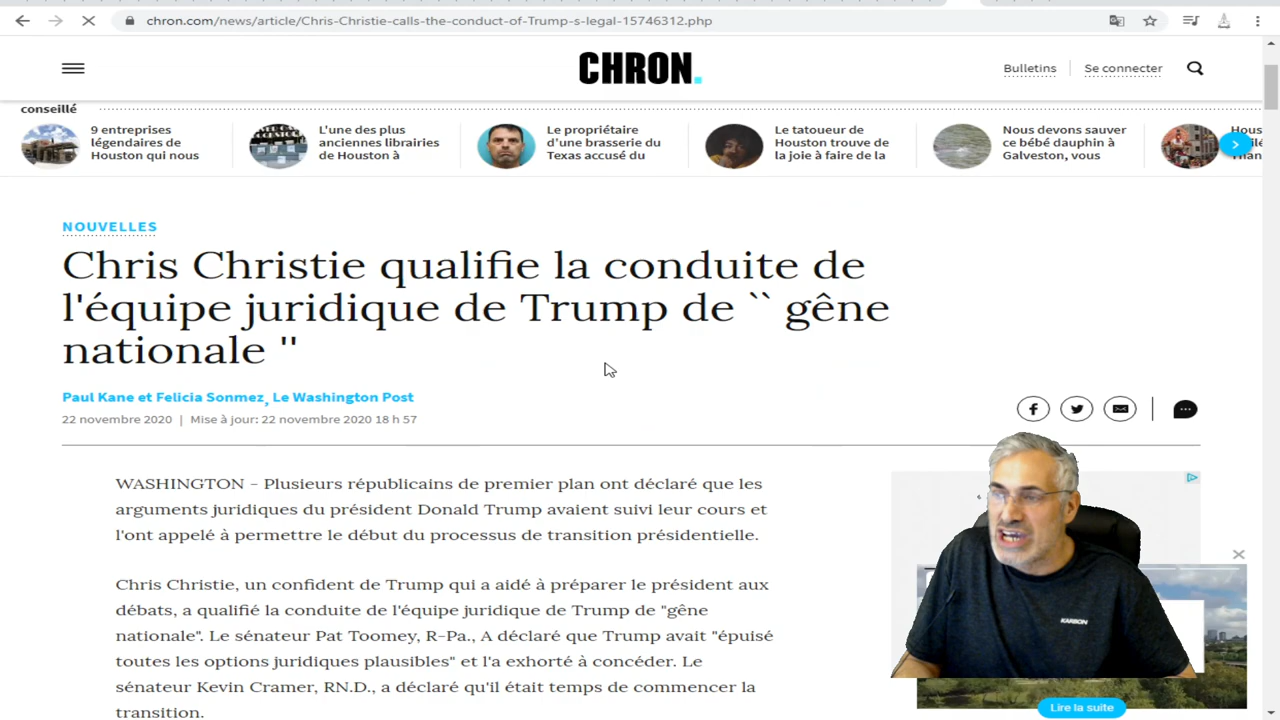 chron.com/news/article/Chris-Christie-calls-the-conduct-of-Trump-s-legal-15746312.php
CHRON.
Bulletins
Se connecter
conseillé
9 entreprises
légendaires de
Houston qui nous
L'une des plus
anciennes librairies
de Houston à
Le propriétaire
d'une brasserie du
Texas accusé du
Le tatoueur de
Houston trouve de
la joie à faire de la
Nous devons sauver
ce bébé dauphin à
Galveston, vous
NOUVELLES
Chris Christie qualifie la conduite de
l'équipe juridique de Trump de `` gêne
nationale ''
Paul Kane et Felicia Sonmez, Le Washington Post
22 novembre 2020 | Mise à jour: 22 novembre 2020 18 h 57
WASHINGTON - Plusieurs républicains de premier plan ont déclaré que les
arguments juridiques du président Donald Trump avaient suivi leur cours et
l'ont appelé à permettre le début du processus de transition présidentielle.
Chris Christie, un confident de Trump qui a aidé à préparer le président aux
débats, a qualifié la conduite de l'équipe juridique de Trump de "gêne
nationale". Le sénateur Pat Toomey, R-Pa., A déclaré que Trump avait "épuisé
toutes les options juridiques plausibles" et l'a exhorté à concéder. Le
sénateur Kevin Cramer, RN.D., a déclaré qu'il était temps de commencer la
transition.
KARBON
Lire la suite